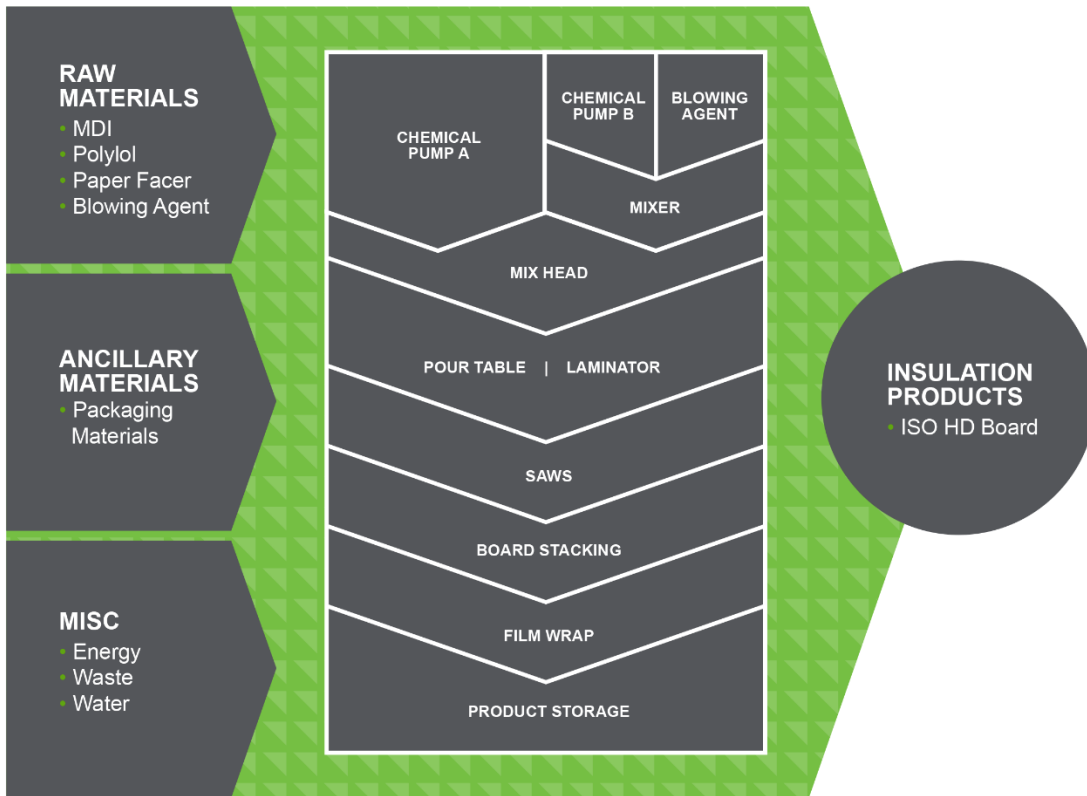 RAW
MATERIALS
• MDI
• Polylol
• Paper Facer
• Blowing Agent
ANCILLARY
MATERIALS
• Packaging
Materials
MISC
• Energy
• Waste
• Water
CHEMICAL
PUMP A
CHEMICAL
PUMP B
BLOWING
AGENT
MIXER
MIX HEAD
POUR TABLE | LAMINATOR
SAWS
BOARD STACKING
FILM WRAP
PRODUCT STORAGE
INSULATION
PRODUCTS
• ISO HD Board